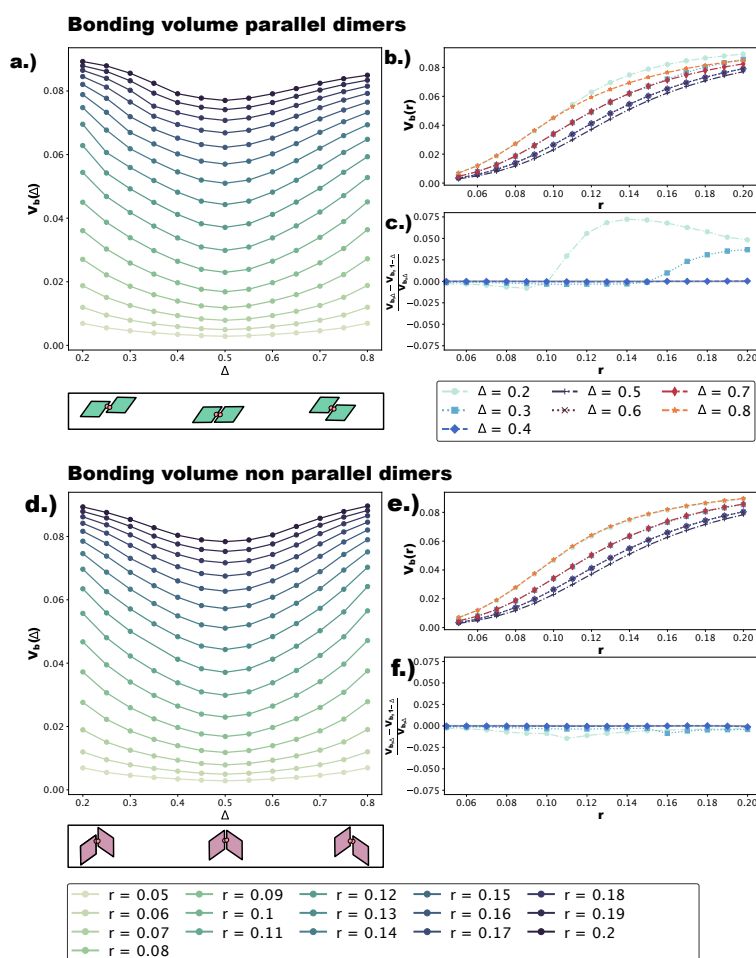 Bonding volume parallel dimers
a.)
V_b(Δ)
0.08
0.06
0.04
0.02
0.00
0.2 0.3 0.4 0.5 0.6 0.7 0.8
Δ
b.)
V_b(r)
0.08
0.06
0.04
0.02
0.00
0.06 0.08 0.10 0.12 0.14 0.16 0.18 0.20
r
c.)
(V_{b,Δ} − V_{b,1−Δ}) / V_{b,Δ}
0.075
0.050
0.025
0.000
−0.025
−0.050
−0.075
0.06 0.08 0.10 0.12 0.14 0.16 0.18 0.20
r
Δ = 0.2 Δ = 0.5 Δ = 0.7
Δ = 0.3 Δ = 0.6 Δ = 0.8
Δ = 0.4
Bonding volume non parallel dimers
d.)
V_b(Δ)
0.08
0.06
0.04
0.02
0.00
0.2 0.3 0.4 0.5 0.6 0.7 0.8
Δ
e.)
V_b(r)
0.08
0.06
0.04
0.02
0.00
0.06 0.08 0.10 0.12 0.14 0.16 0.18 0.20
r
f.)
(V_{b,Δ} − V_{b,1−Δ}) / V_{b,Δ}
0.075
0.050
0.025
0.000
−0.025
−0.050
−0.075
0.06 0.08 0.10 0.12 0.14 0.16 0.18 0.20
r
r = 0.05 r = 0.09 r = 0.12 r = 0.15 r = 0.18
r = 0.06 r = 0.1 r = 0.13 r = 0.16 r = 0.19
r = 0.07 r = 0.11 r = 0.14 r = 0.17 r = 0.2
r = 0.08